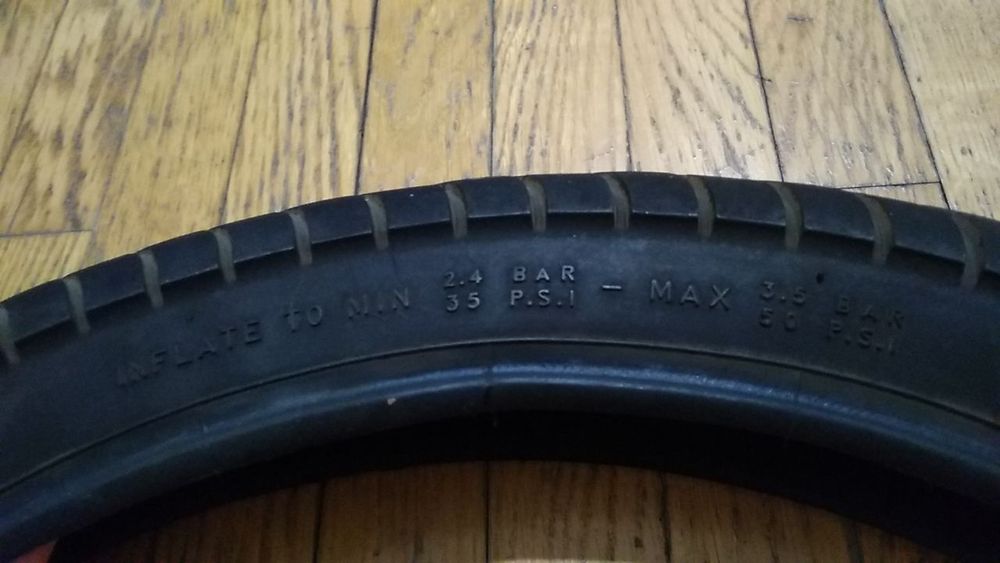 INFLATE TO MIN 2.4 BAR
35 P.S.I – MAX 3.5 BAR
50 P.S.I